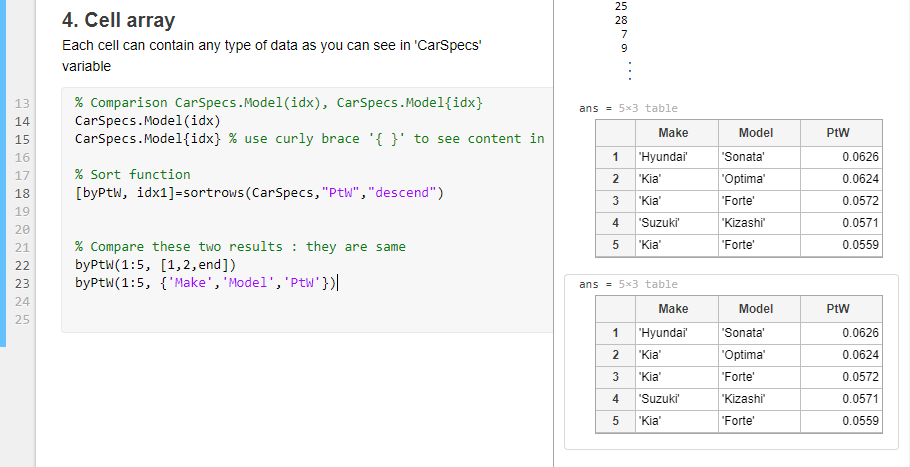 4. Cell array
Each cell can contain any type of data as you can see in 'CarSpecs'
variable
13 % Comparison CarSpecs.Model(idx), CarSpecs.Model{idx}
14 CarSpecs.Model(idx)
15 CarSpecs.Model{idx} % use curly brace '{ }' to see content in
16
17 % Sort function
18 [byPtW, idx1]=sortrows(CarSpecs,"PtW","descend")
19
20
21 % Compare these two results : they are same
22 byPtW(1:5, [1,2,end])
23 byPtW(1:5, {'Make','Model','PtW'})
24
25
25
28
7
9
ans = 5×3 table
Make Model PtW
1 'Hyundai' 'Sonata' 0.0626
2 'Kia' 'Optima' 0.0624
3 'Kia' 'Forte' 0.0572
4 'Suzuki' 'Kizashi' 0.0571
5 'Kia' 'Forte' 0.0559
ans = 5×3 table
Make Model PtW
1 'Hyundai' 'Sonata' 0.0626
2 'Kia' 'Optima' 0.0624
3 'Kia' 'Forte' 0.0572
4 'Suzuki' 'Kizashi' 0.0571
5 'Kia' 'Forte' 0.0559